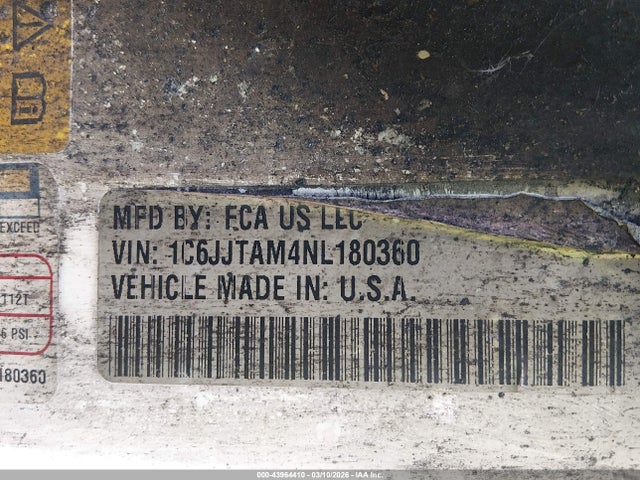 EXCEED
MFD BY: FCA US LLC
VIN: 1C6JJTAM4NL180360
VEHICLE MADE IN: U.S.A.
112T
PSI
180360
000-43964410 - 03/10/2026 - IAA Inc.